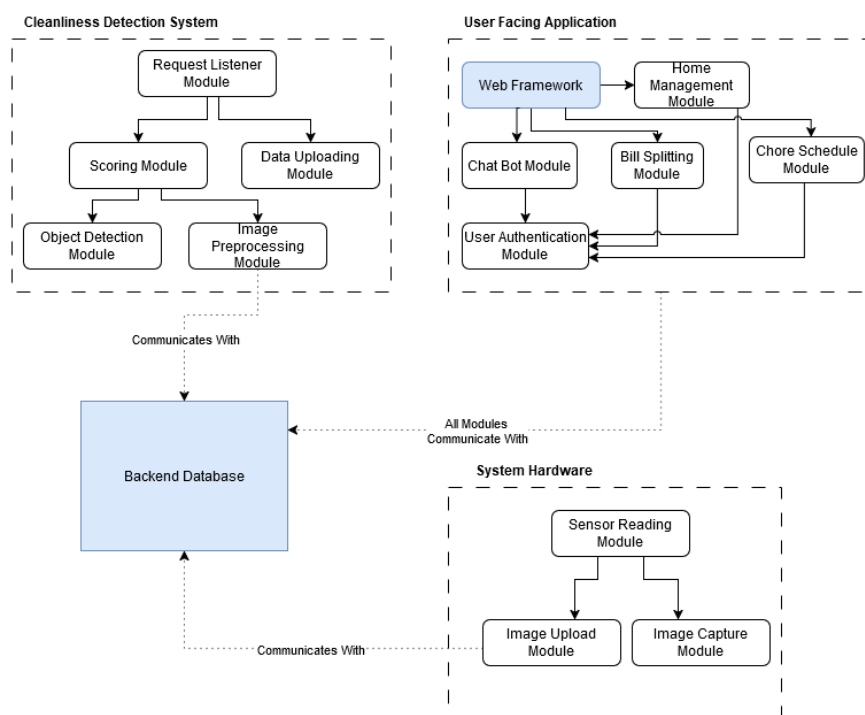 Cleanliness Detection System
Request Listener
Module
Scoring Module
Data Uploading
Module
Object Detection
Module
Image
Preprocessing
Module
User Facing Application
Web Framework
Home
Management
Module
Chat Bot Module
Bill Splitting
Module
Chore Schedule
Module
User Authentication
Module
Communicates With
All Modules
Communicate With
Backend Database
System Hardware
Sensor Reading
Module
Image Upload
Module
Image Capture
Module
Communicates With